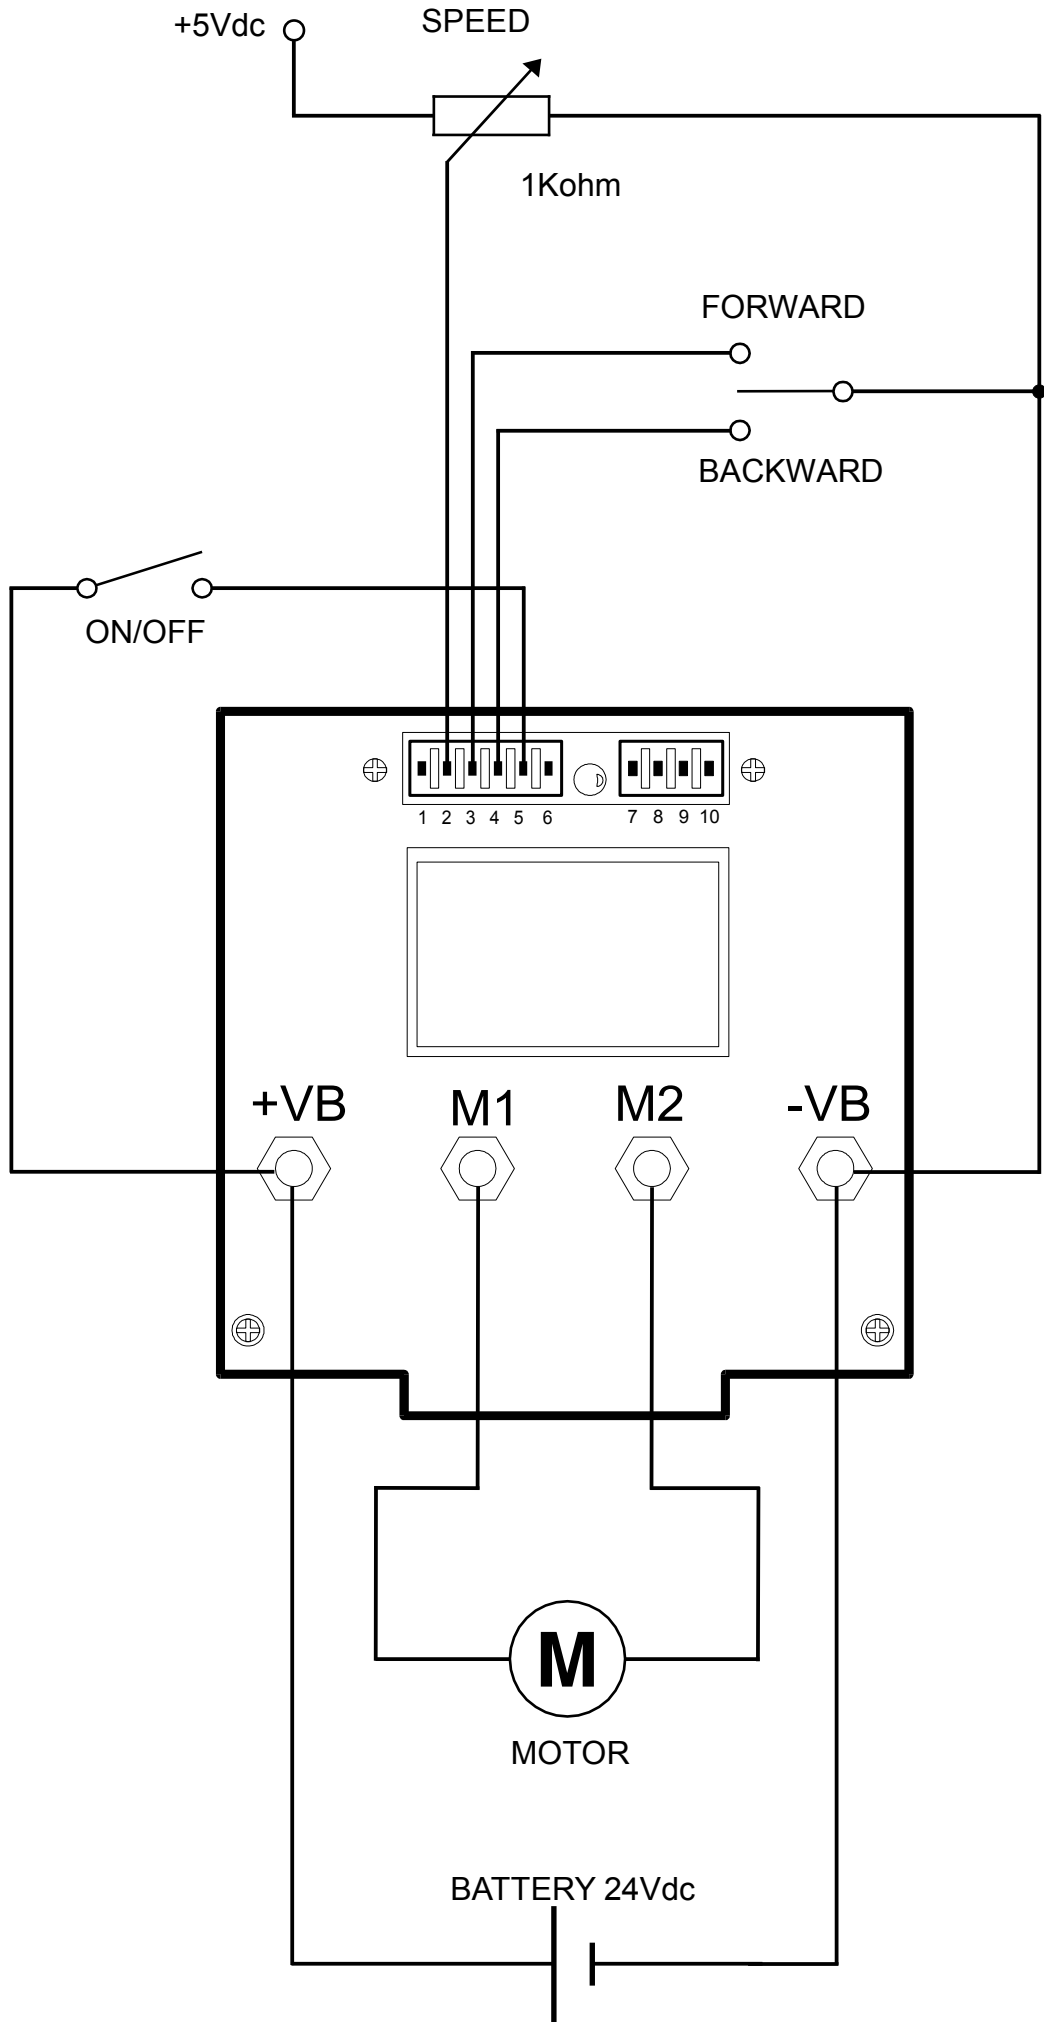 +5Vdc
SPEED
1Kohm
FORWARD
BACKWARD
ON/OFF
1 2 3 4 5 6 7 8 9 10
+VB M1 M2 -VB
M
MOTOR
BATTERY 24Vdc